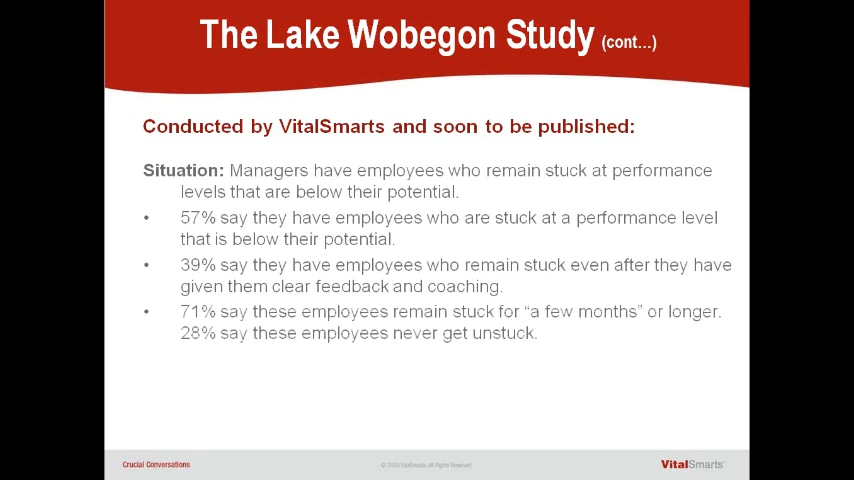 The Lake Wobegon Study (cont...)
Conducted by VitalSmarts and soon to be published:
Situation: Managers have employees who remain stuck at performance
levels that are below their potential.
• 57% say they have employees who are stuck at a performance level
that is below their potential.
• 39% say they have employees who remain stuck even after they have
given them clear feedback and coaching.
• 71% say these employees remain stuck for “a few months” or longer.
28% say these employees never get unstuck.
Crucial Conversations
© VitalSmarts. All Rights Reserved
VitalSmarts